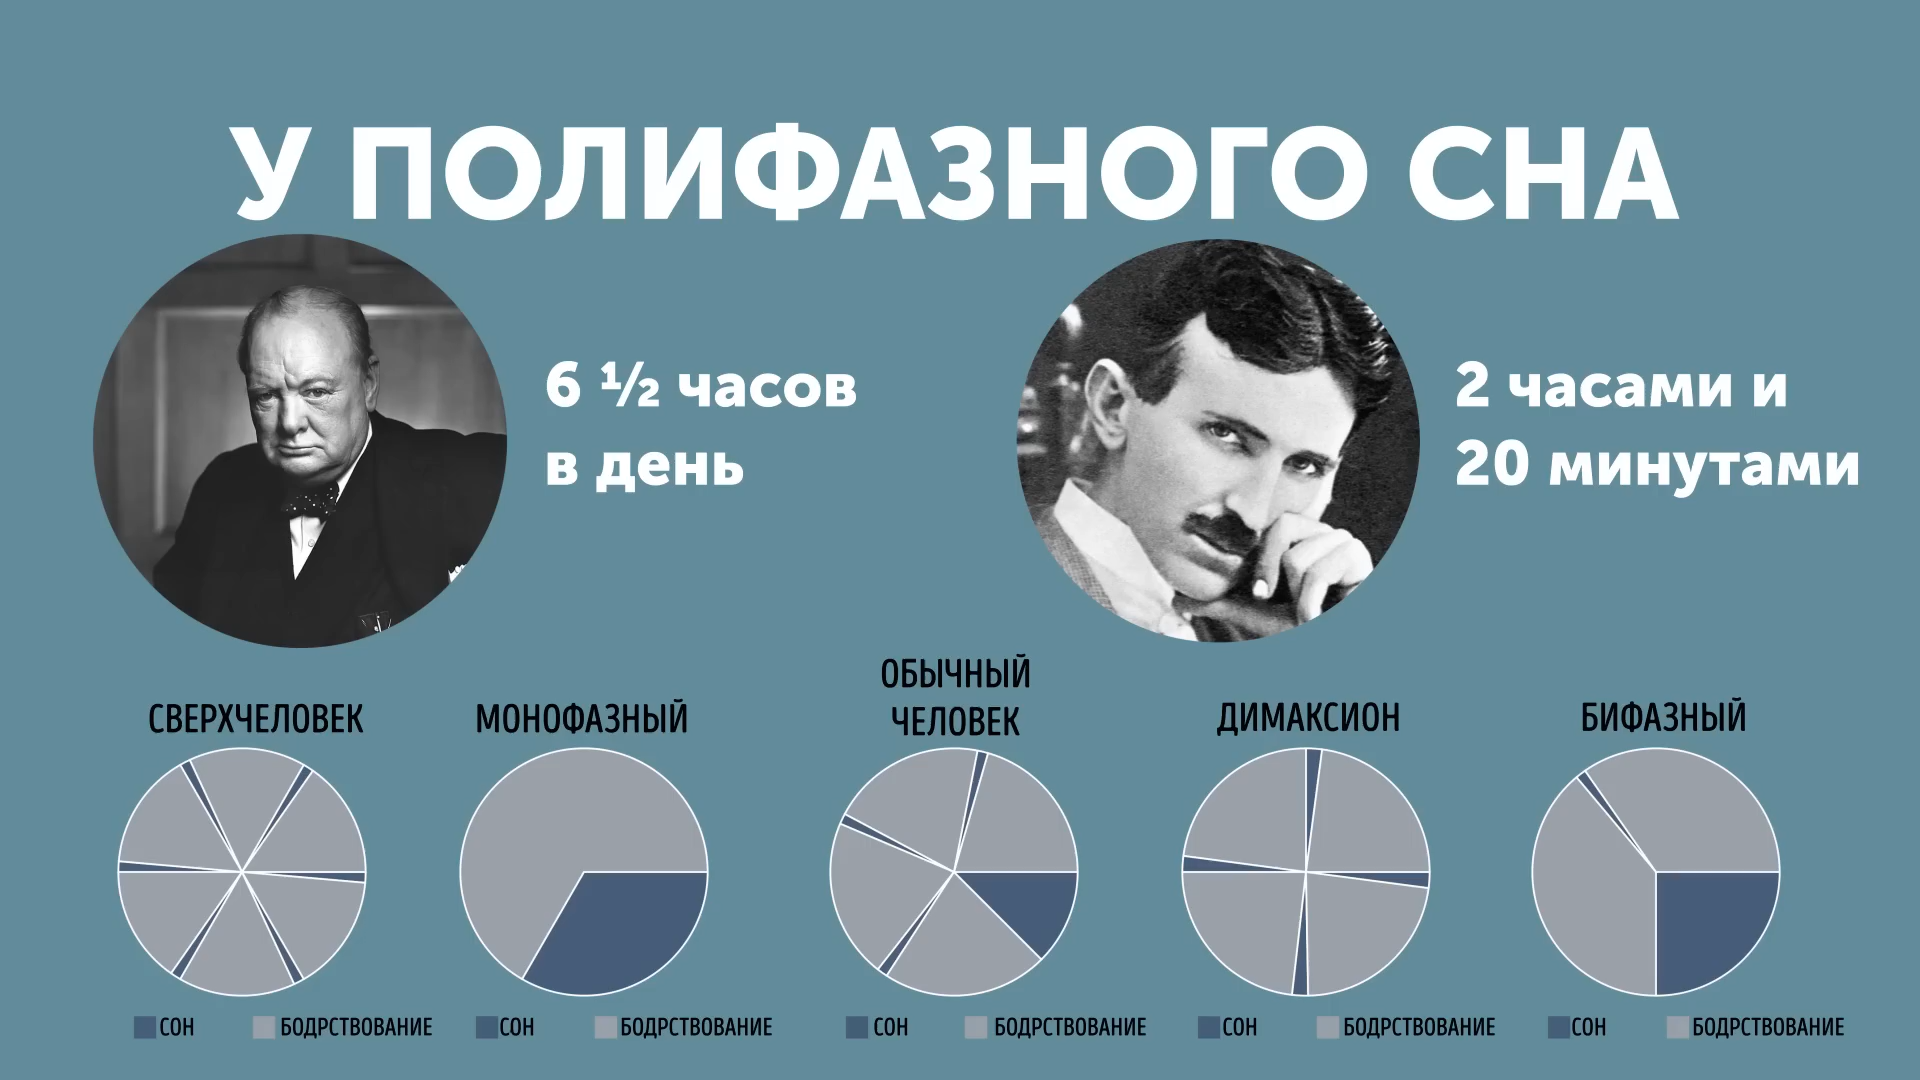 У ПОЛИФАЗНОГО СНА
6 ½ часов
в день
2 часами и
20 минутами
СВЕРХЧЕЛОВЕК
МОНОФАЗНЫЙ
ОБЫЧНЫЙ
ЧЕЛОВЕК
ДИМАКСИОН
БИФАЗНЫЙ
СОН БОДРСТВОВАНИЕ
СОН БОДРСТВОВАНИЕ
СОН БОДРСТВОВАНИЕ
СОН БОДРСТВОВАНИЕ
СОН БОДРСТВОВАНИЕ